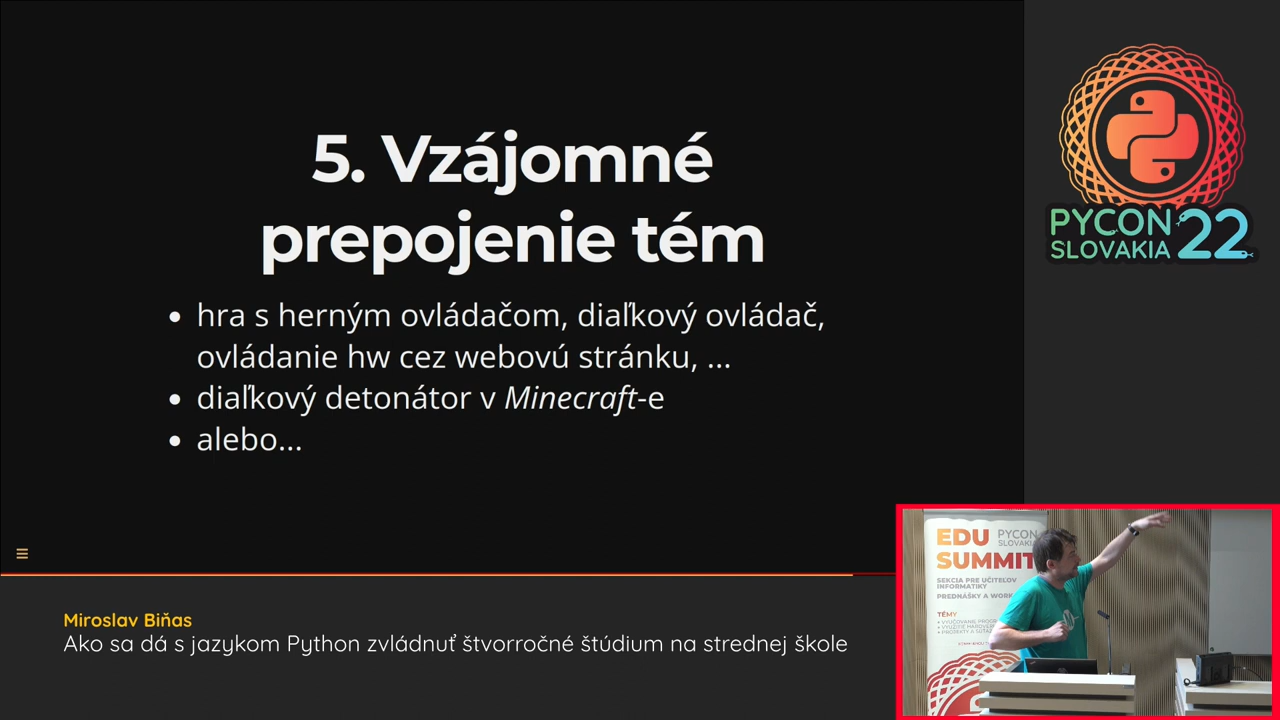 5. Vzájomné
prepojenie tém
• hra s herným ovládačom, diaľkový ovládač,
ovládanie hw cez webovú stránku, ...
• diaľkový detonátor v Minecraft-e
• alebo...
PYCON
SLOVAKIA 22
EDU
SUMMIT
PYCON
SLOVAKIA
SEKCIA PRE UČITEĽOV
INFORMATIKY
PREDNÁŠKY A
TÉMY
Miroslav Biňas
Ako sa dá s jazykom Python zvládnuť štvorročné štúdium na strednej škole